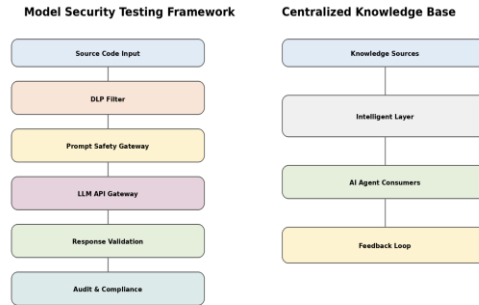 Model Security Testing Framework
Source Code Input
DLP Filter
Prompt Safety Gateway
LLM API Gateway
Response Validation
Audit & Compliance
Centralized Knowledge Base
Knowledge Sources
Intelligent Layer
AI Agent Consumers
Feedback Loop